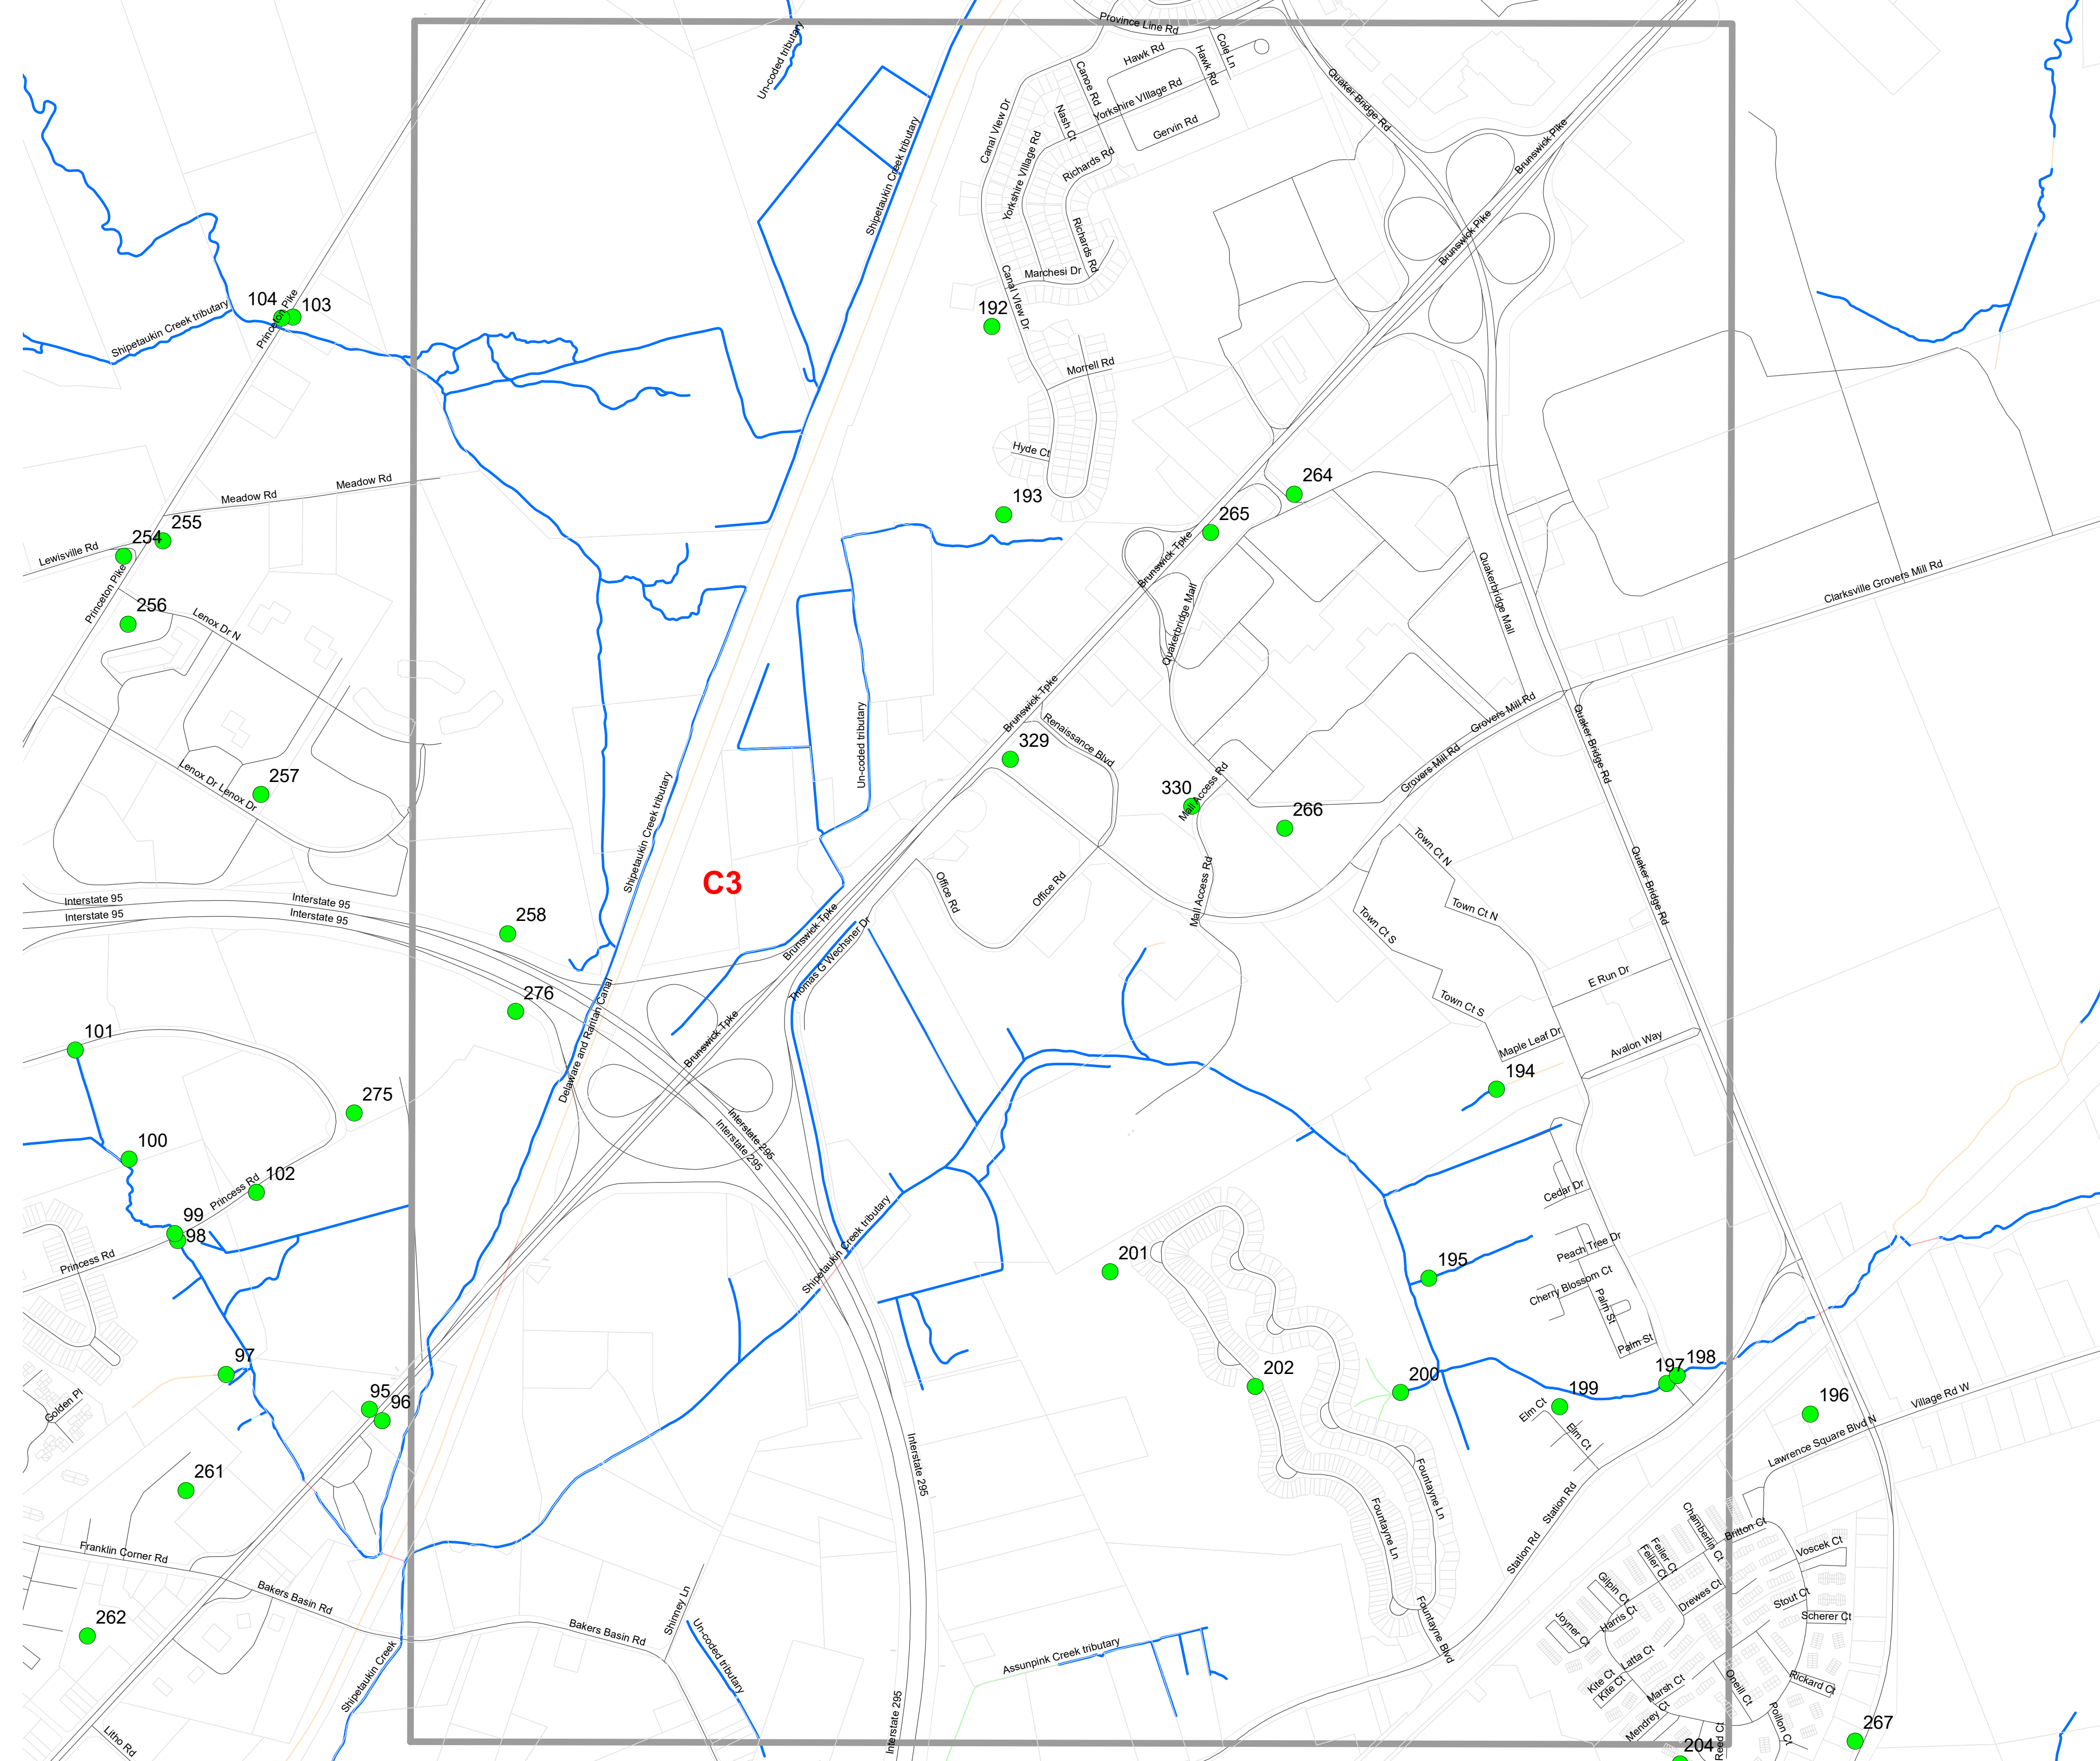 Province Line Rd
Un-coded tributary
Hawk Rd
Hawk Rd
Cole Ln
Canoe Rd
Quaker Bridge Rd
Yorkshire VIllage Rd
Nash Ct
Gervin Rd
Canal VIew Dr
Brunswick Pike
Shipetaukin Creek tributary
Yorkshire VIllage Rd
Richards Rd
Richards Rd
Brunswick Pike
Marchesi Dr
Canal VIew Dr
104
103
Princeton Pike
Shipetaukin Creek tributary
192
Morrell Rd
Hyde Ct
264
Meadow Rd
Meadow Rd
193
265
255
254
Lewisville Rd
Brunswick Tpke
Quakerbridge Mall
Clarksville Grovers Mill Rd
Princeton Pike
256
Lenox Dr N
Quakerbridge Mall
Brunswick Tpke
Grovers Mill Rd
Quaker Bridge Rd
Un-coded tributary
329
Renaissance Blvd
Grovers Mill Rd
257
Lenox Dr
Lenox Dr
330
Mall Access Rd
266
Shipetaukin Creek tributary
Town Ct N
C3
Office Rd
Office Rd
Mall Access Rd
Quaker Bridge Rd
Interstate 95
Interstate 95
Interstate 95
Interstate 95
258
Brunswick Tpke
Town Ct N
Town Ct S
Thomas G Wechsner Dr
E Run Dr
276
Delaware and Raritan Canal
Town Ct S
101
Brunswick Tpke
Maple Leaf Dr
Avalon Way
194
275
Interstate 295
Interstate 295
100
102
Princess Rd
Cedar Dr
99
98
Princess Rd
Shipetaukin Creek tributary
Peach Tree Dr
201
195
Cherry Blossom Ct
Palm St
Palm St
97
202
200
197
198
95
96
199
196
Golden Pl
Elm Ct
Elm Ct
Village Rd W
Lawrence Square Blvd N
261
Interstate 295
Fountayne Ln
Fountayne Ln
Station Rd
Station Rd
Chamberlin Ct
Britton Ct
Franklin Corner Rd
Feiler Ct
Feiler Ct
Voscek Ct
Bakers Basin Rd
Gilpin Ct
Drewes Ct
Stout Ct
262
Bakers Basin Rd
Shinney Ln
Fountayne Blvd
Joyner Ct
Harris Ct
Scherer Ct
Un-coded tributary
Assunpink Creek tributary
Latta Ct
Shipetaukin Creek
Kite Ct
Kite Ct
Marsh Ct
Oneill Ct
Rickard Ct
Interstate 295
Mendrey Ct
Poillon Ct
Litho Rd
267
204
Reed Ct